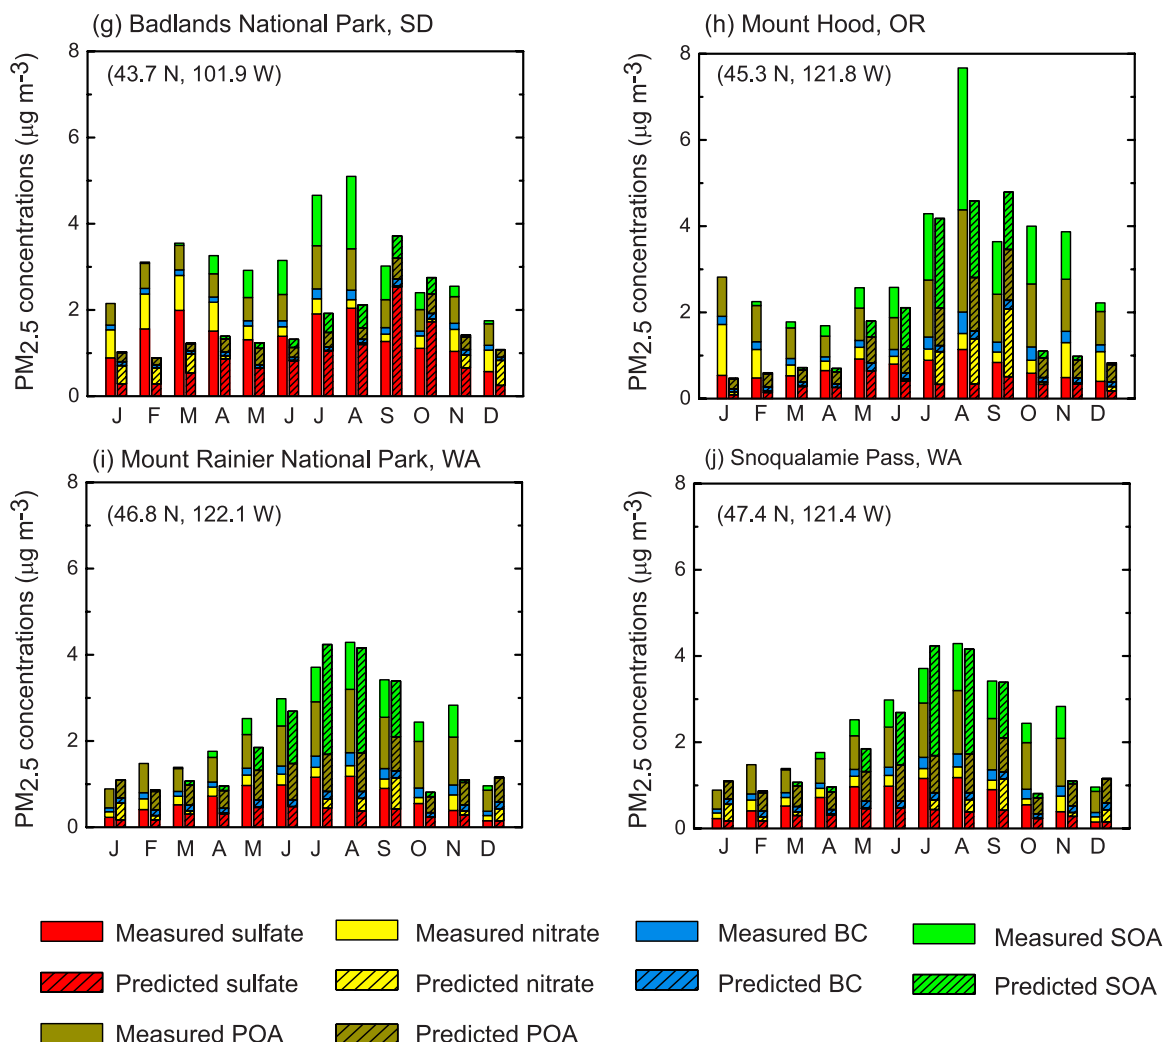 (g) Badlands National Park, SD
(h) Mount Hood, OR
8
(43.7 N, 101.9 W)
6
4
2
0
PM2.5 concentrations (μg m-3)
J F M A M J J A S O N D
8
(45.3 N, 121.8 W)
6
4
2
0
PM2.5 concentrations (μg m-3)
J F M A M J J A S O N D
(i) Mount Rainier National Park, WA
(j) Snoqualamie Pass, WA
8
(46.8 N, 122.1 W)
6
4
2
0
PM2.5 concentrations (μg m-3)
J F M A M J J A S O N D
8
(47.4 N, 121.4 W)
6
4
2
0
PM2.5 concentrations (μg m-3)
J F M A M J J A S O N D
Measured sulfate
Measured nitrate
Measured BC
Measured SOA
Predicted sulfate
Predicted nitrate
Predicted BC
Predicted SOA
Measured POA
Predicted POA